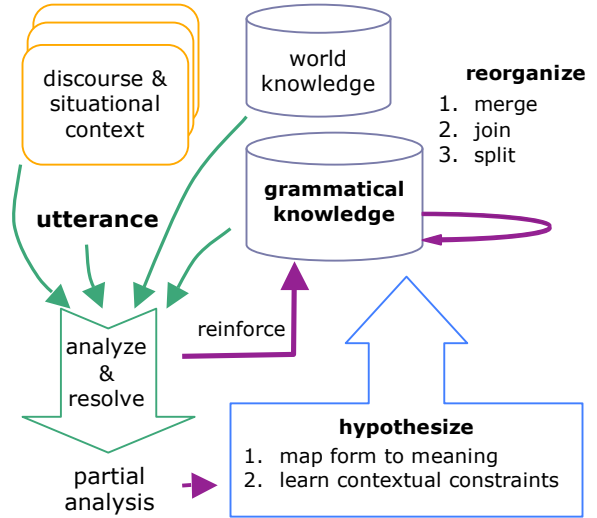 discourse &
situational
context
world
knowledge
reorganize
1. merge
2. join
3. split
grammatical
knowledge
utterance
reinforce
analyze
&
resolve
hypothesize
1. map form to meaning
2. learn contextual constraints
partial
analysis